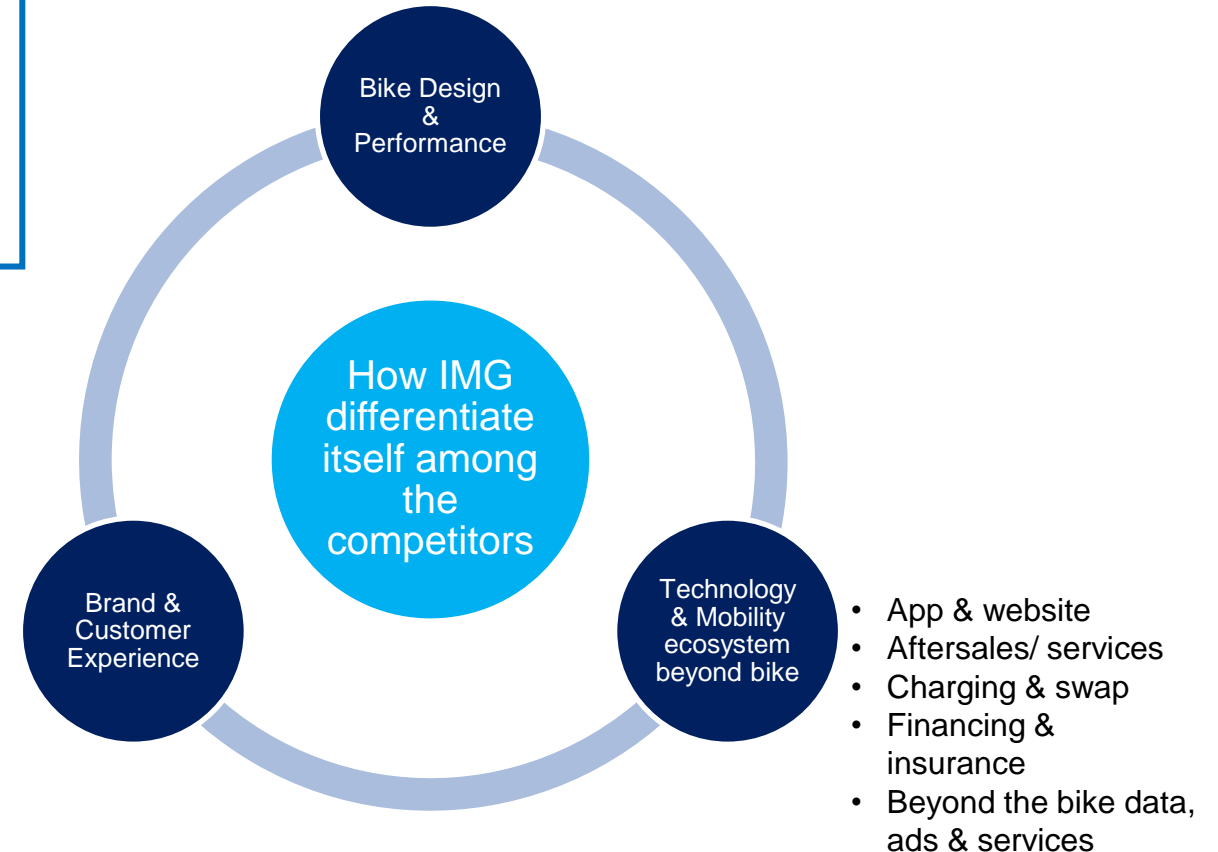 Bike Design
&
Performance
How IMG
differentiate
itself among
the
competitors
Brand &
Customer
Experience
Technology
& Mobility
ecosystem
beyond bike
• App & website
• Aftersales/ services
• Charging & swap
• Financing &
insurance
• Beyond the bike data,
ads & services